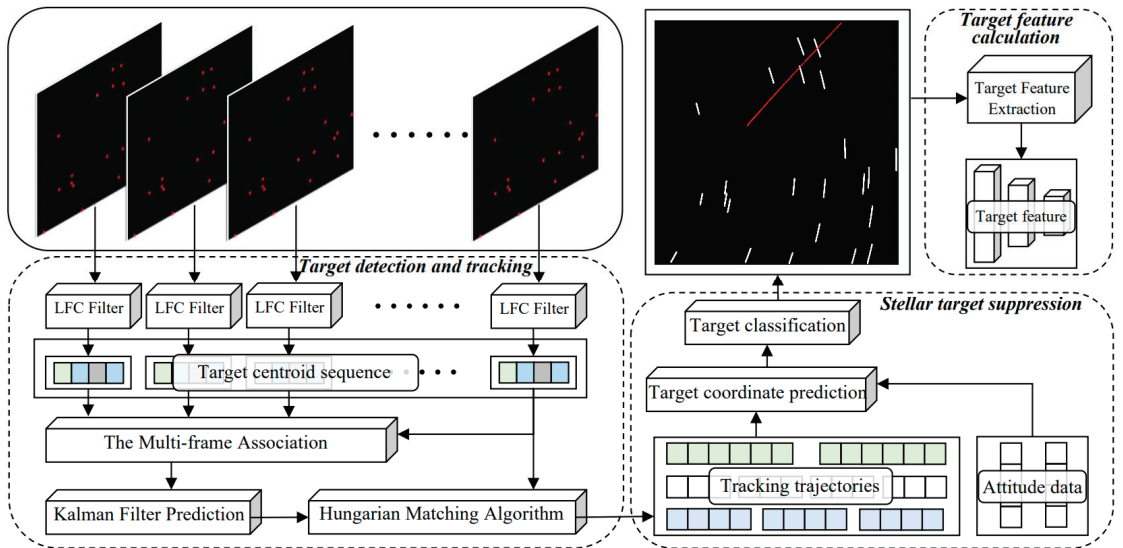 Target feature
calculation
Target Feature
Extraction
Target feature
Target detection and tracking
LFC Filter
LFC Filter
LFC Filter
LFC Filter
Target centroid sequence
The Multi-frame Association
Kalman Filter Prediction
Hungarian Matching Algorithm
Stellar target suppression
Target classification
Target coordinate prediction
Tracking trajectories
Attitude data